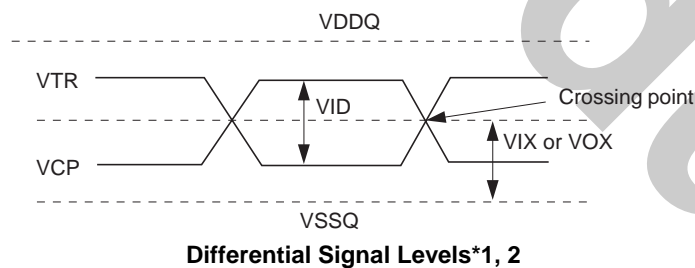 VDDQ
VTR
Crossing point
VID
VIX or VOX
VCP
VSSQ
Differential Signal Levels*1, 2